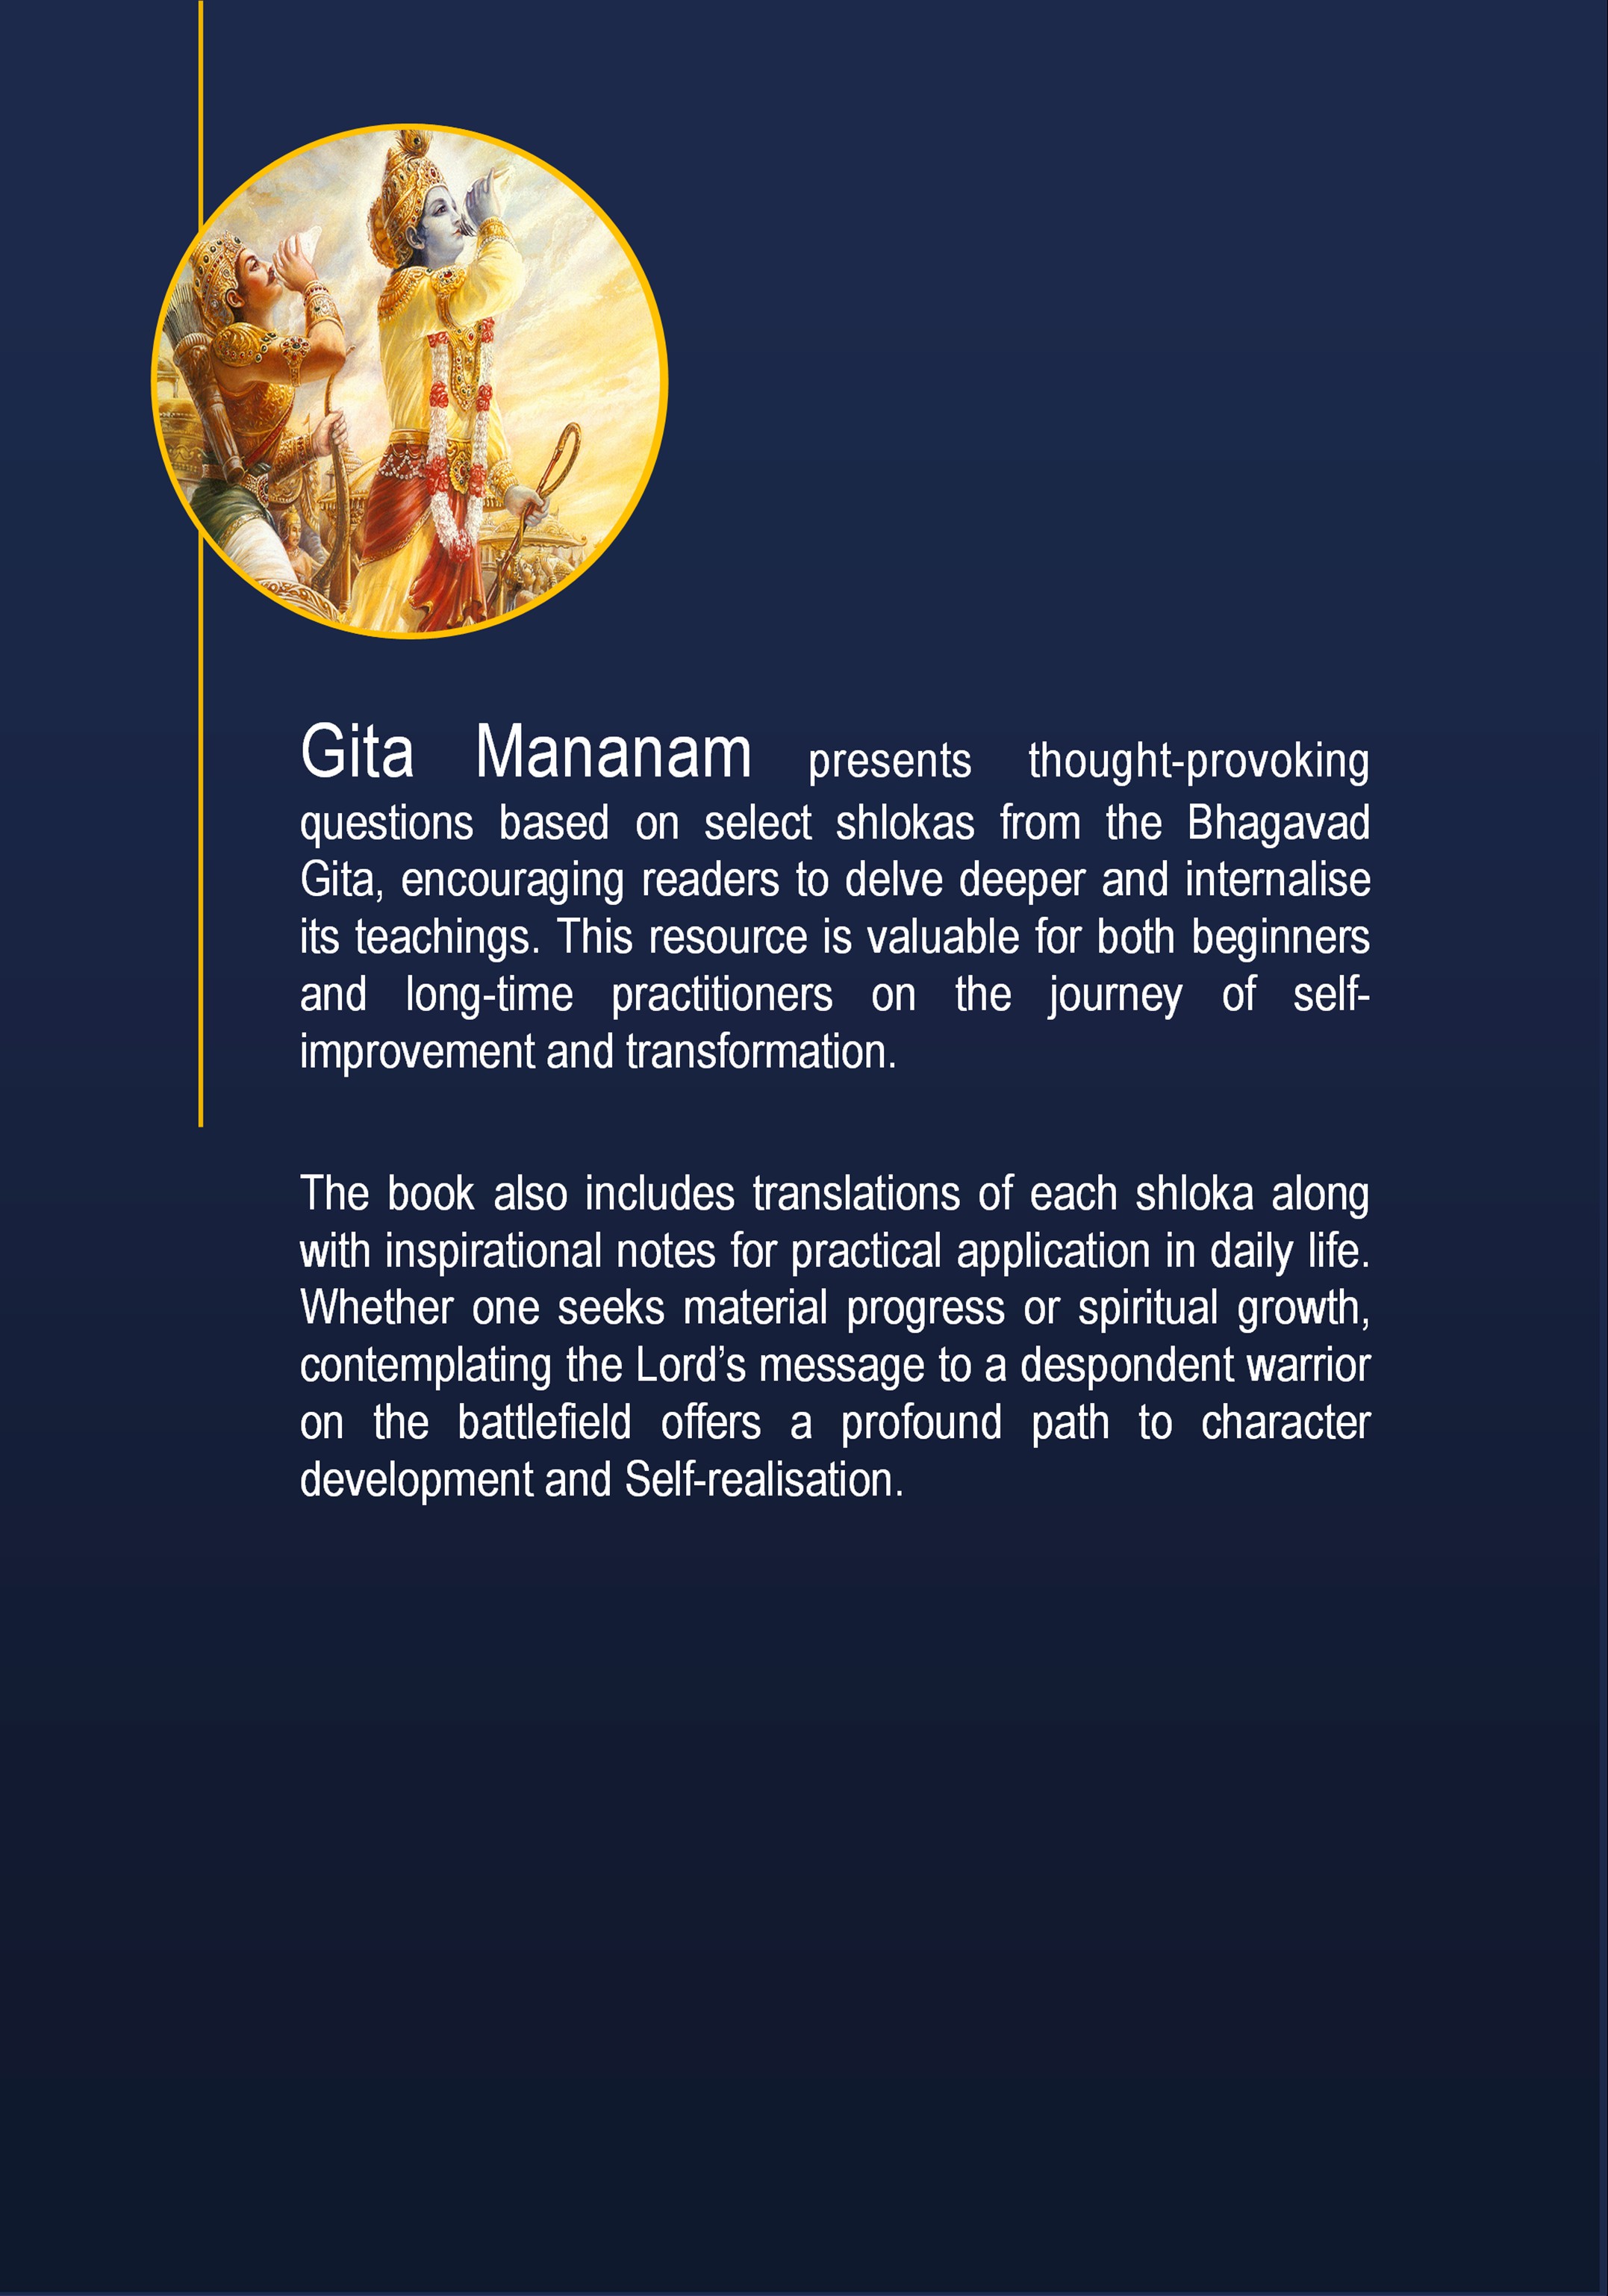 Gita Mananam presents thought-provoking
questions based on select shlokas from the Bhagavad
Gita, encouraging readers to delve deeper and internalise
its teachings. This resource is valuable for both beginners
and long-time practitioners on the journey of self-
improvement and transformation.
The book also includes translations of each shloka along
with inspirational notes for practical application in daily life.
Whether one seeks material progress or spiritual growth,
contemplating the Lord’s message to a despondent warrior
on the battlefield offers a profound path to character
development and Self-realisation.